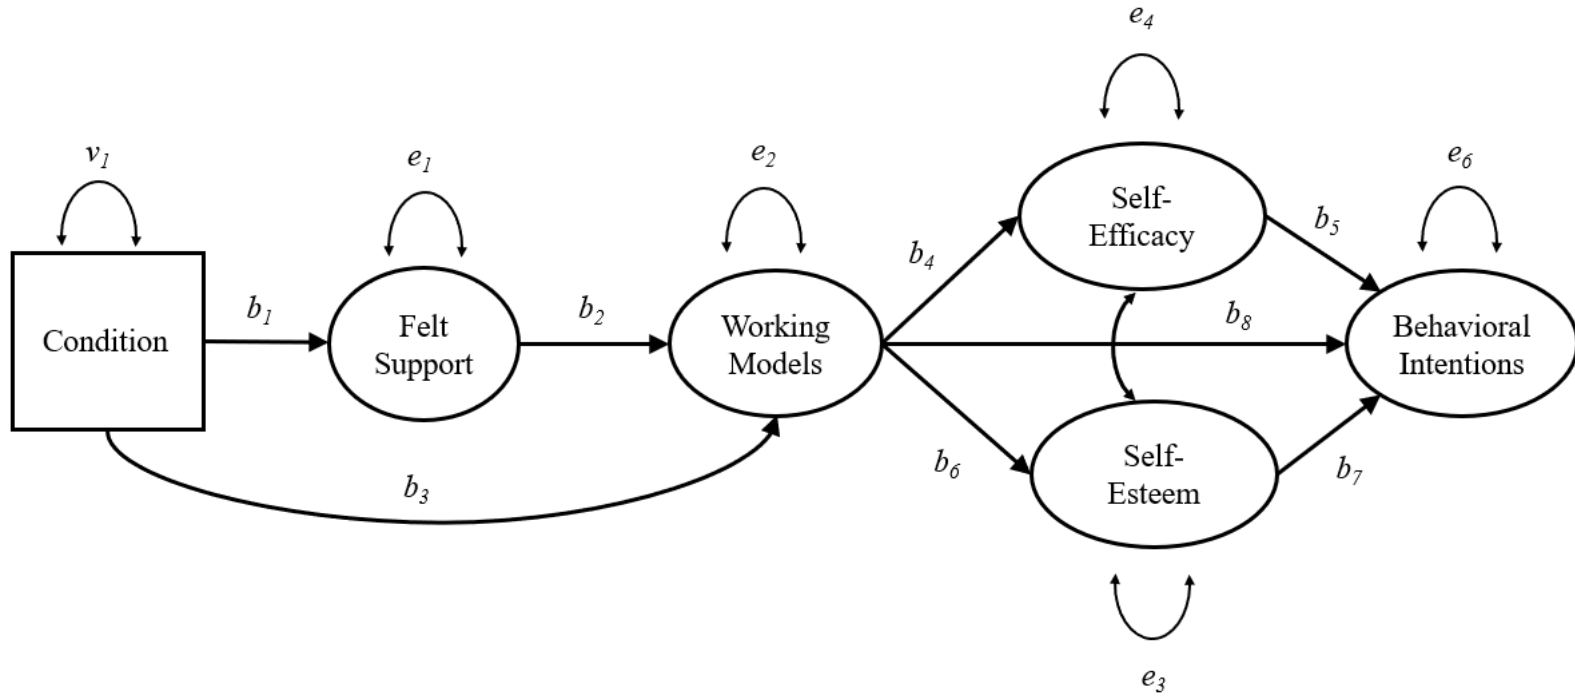 e₄
v₁
e₁
e₂
e₆
Self-
Efficacy
b₄
b₅
Condition
b₁
Felt
Support
b₂
Working
Models
b₈
Behavioral
Intentions
b₃
b₆
Self-
Esteem
b₇
e₃